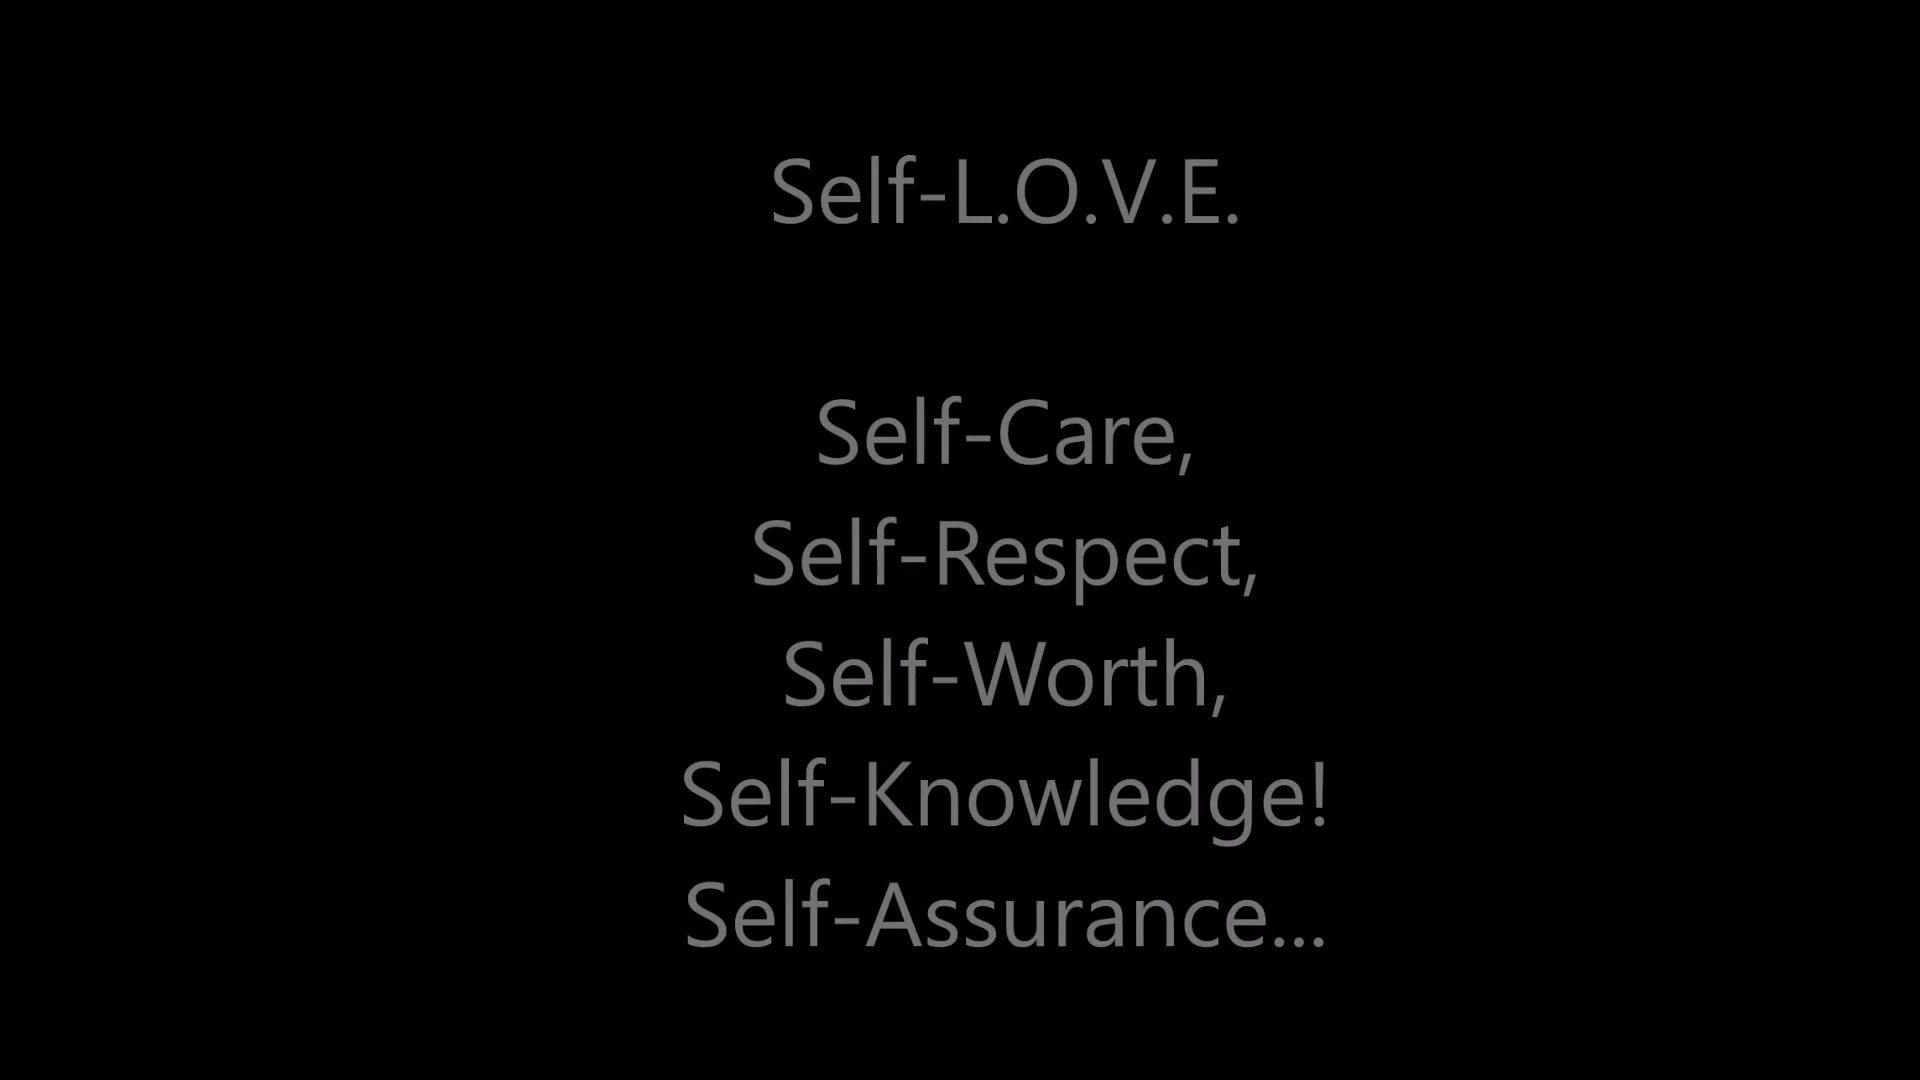 Self-L.O.V.E.
Self-Care,
Self-Respect,
Self-Worth,
Self-Knowledge!
Self-Assurance...